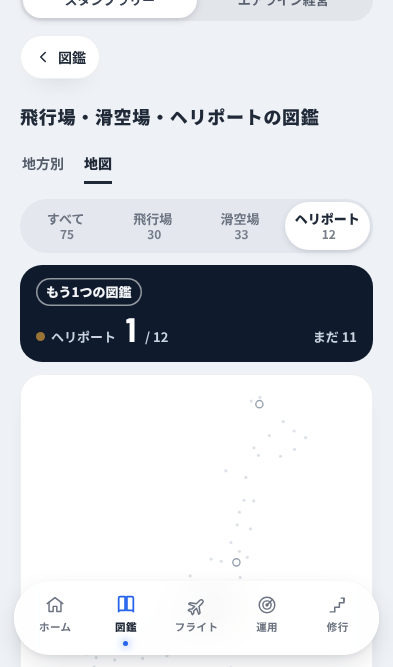 スタンプラリー
エアライン経営
図鑑
飛行場・滑空場・ヘリポートの図鑑
地方別 地図
すべて 飛行場 滑空場 ヘリポート
75 30 33 12
もう1つの図鑑
ヘリポート 1 / 12 まだ 11
ホーム 図鑑 フライト 運用 修行